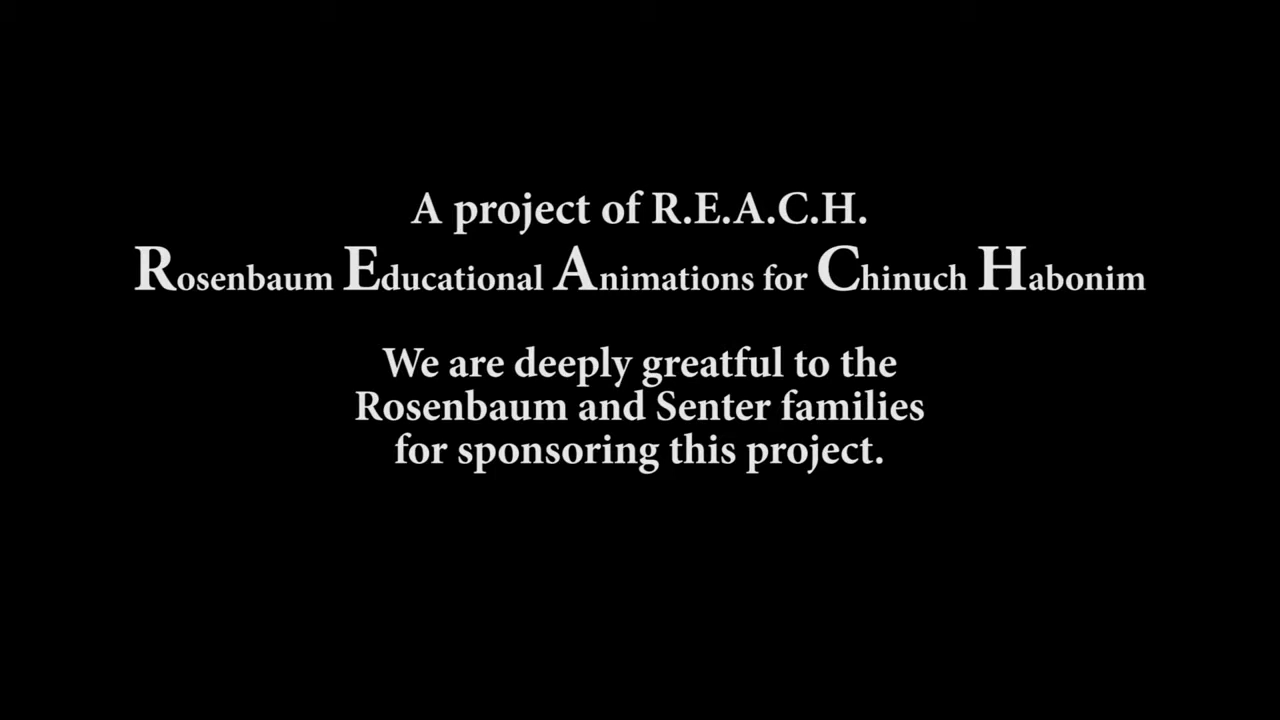 A project of R.E.A.C.H.
Rosenbaum Educational Animations for Chinuch Habonim
We are deeply greatful to the
Rosenbaum and Senter families
for sponsoring this project.